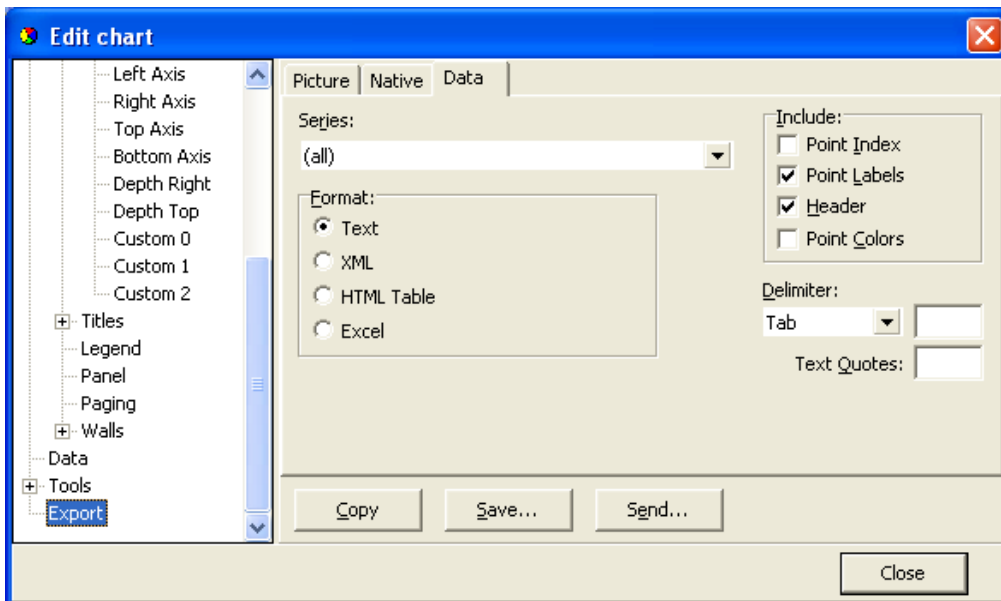 Edit chart
Left Axis
Right Axis
Top Axis
Bottom Axis
Depth Right
Depth Top
Custom 0
Custom 1
Custom 2
Titles
Legend
Panel
Paging
Walls
Data
Tools
Export
Picture Native Data
Series:
(all)
Format:
Text
XML
HTML Table
Excel
Include:
Point Index
Point Labels
Header
Point Colors
Delimiter:
Tab
Text Quotes:
Copy Save... Send...
Close